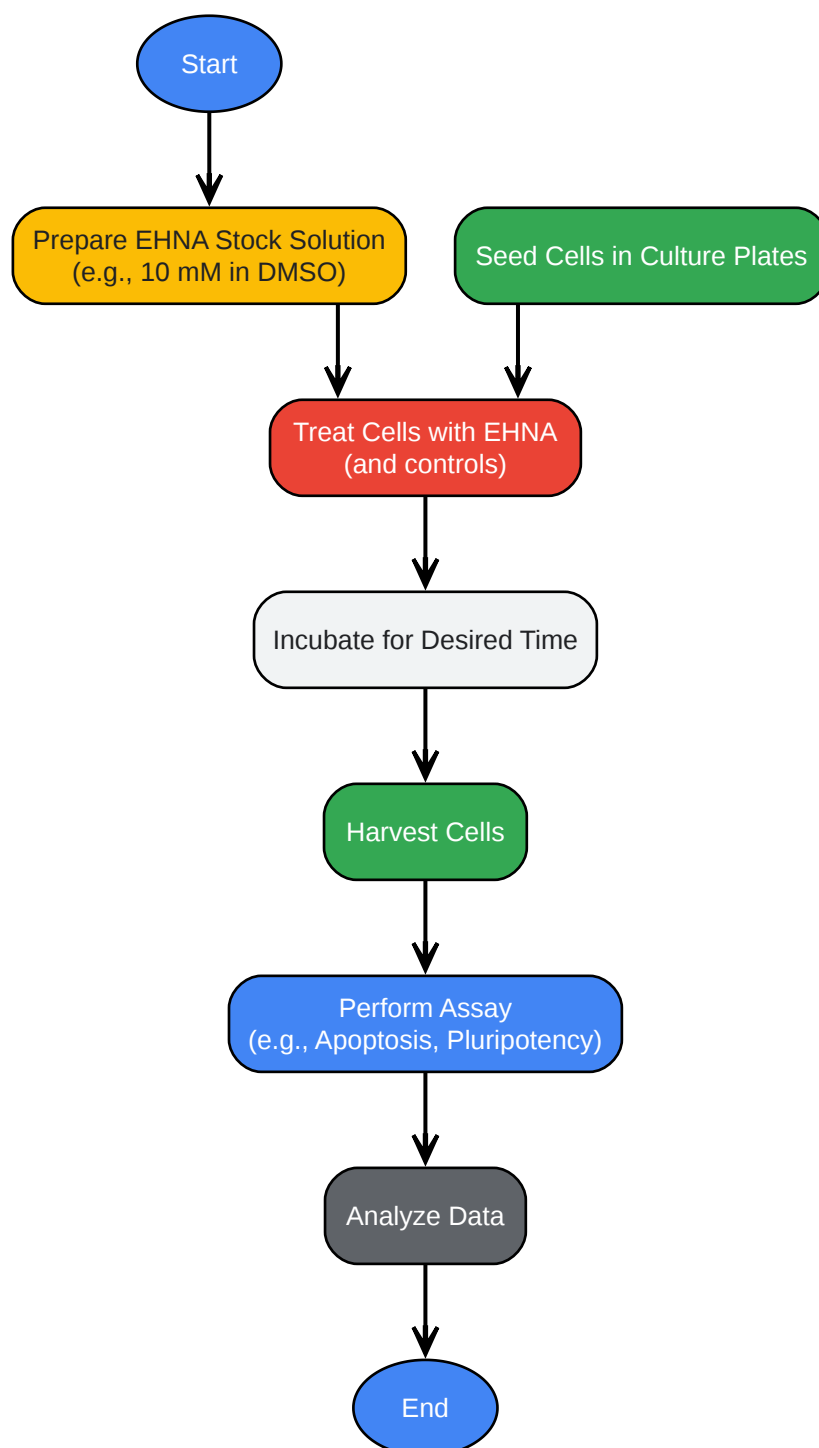 Start
Prepare EHNA Stock Solution
(e.g., 10 mM in DMSO)
Seed Cells in Culture Plates
Treat Cells with EHNA
(and controls)
Incubate for Desired Time
Harvest Cells
Perform Assay
(e.g., Apoptosis, Pluripotency)
Analyze Data
End